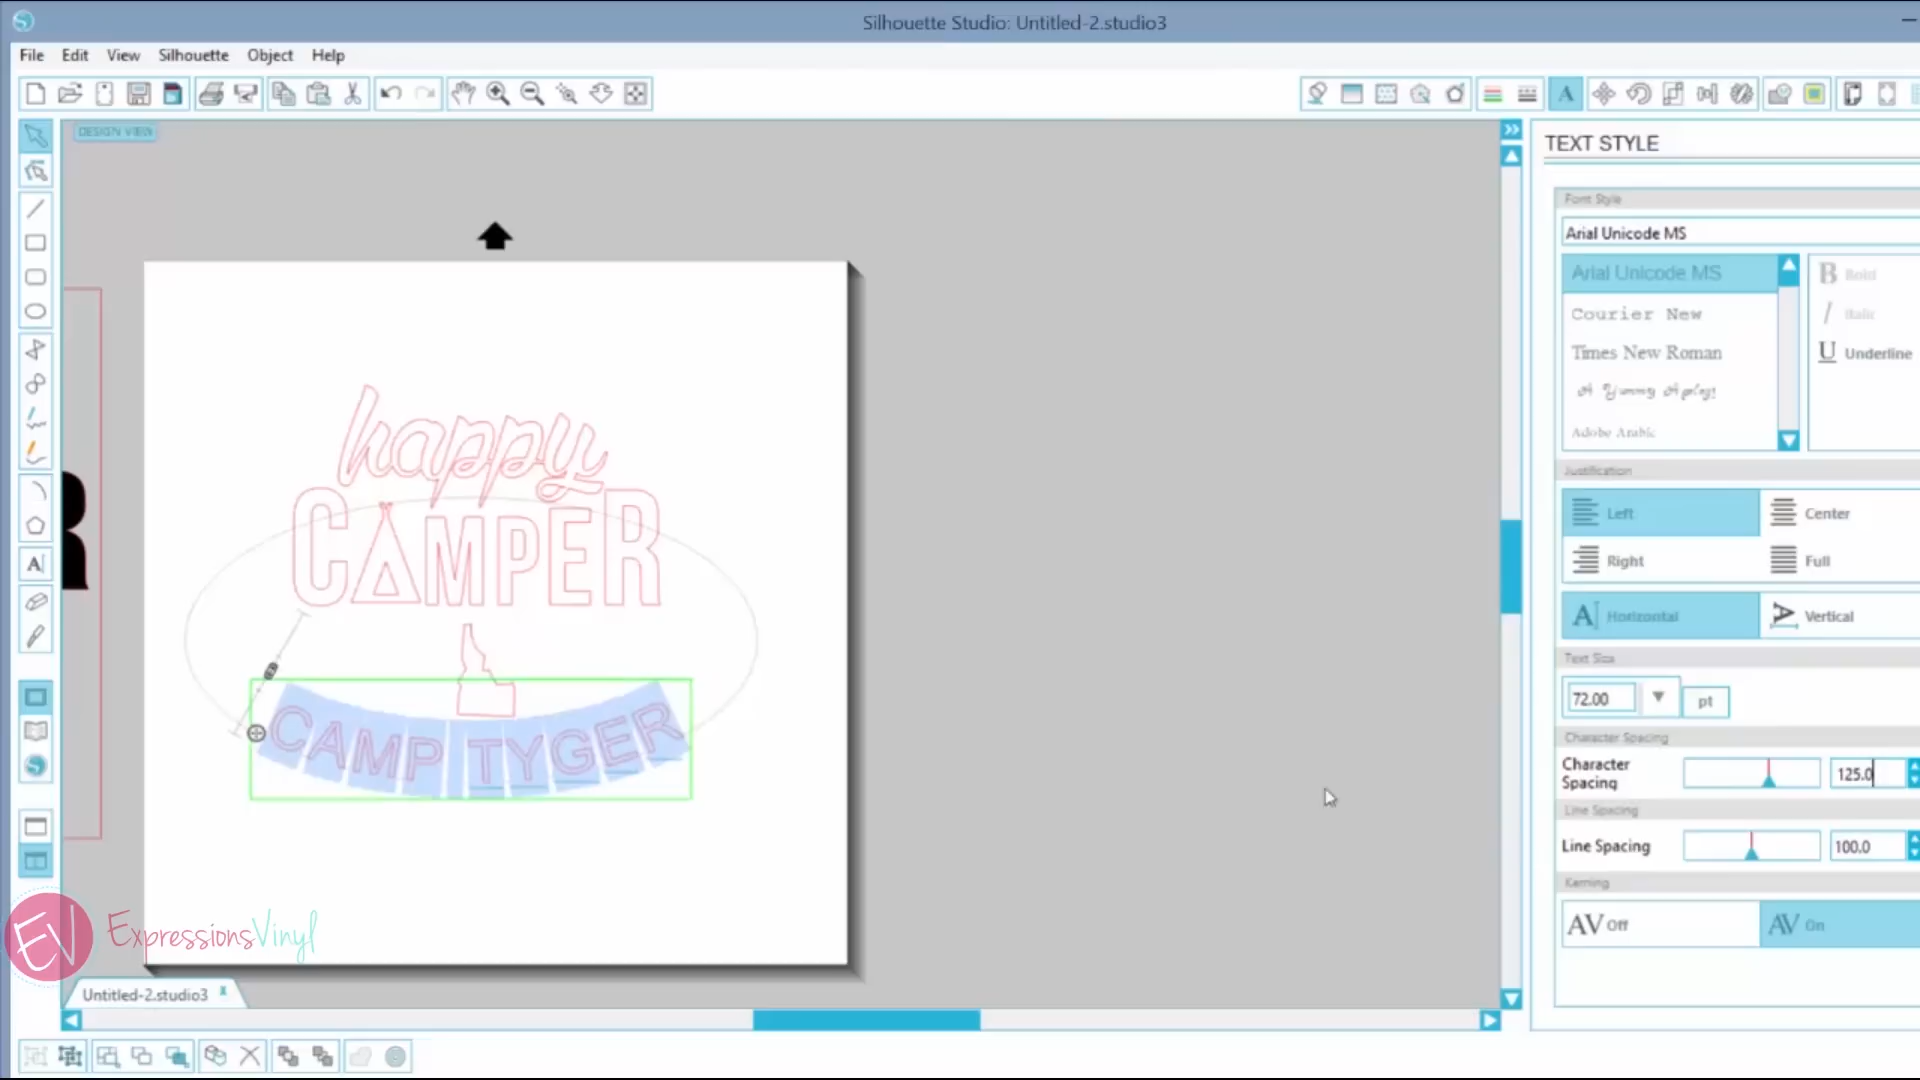 Silhouette Studio: Untitled-2.studio3
File Edit View Silhouette Object Help
DESIGN VIEW
TEXT STYLE
Font Style
Arial Unicode MS
Arial Unicode MS
B Bold
Courier New
I Italic
Times New Roman
U Underline
A Yummy Apology
Adobe Arabic
Justification
Left
Center
Right
Full
A Horizontal
A Vertical
Text Size
72.00
pt
Character Spacing
Character
Spacing
125.0
Line Spacing
Line Spacing
100.0
Kerning
AV Off
AV On
happy
CAMPER
CAMP TYGER
R
EV ExpressionsVinyl
Untitled-2.studio3